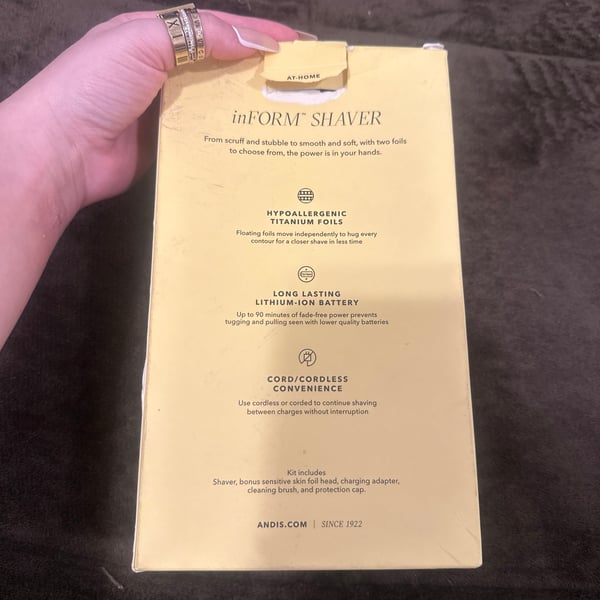 AT-HOME
inFORM™ SHAVER
From scruff and stubble to smooth and soft, with two foils
to choose from, the power is in your hands.
HYPOALLERGENIC
TITANIUM FOILS
Floating foils move independently to hug every
contour for a closer shave in less time
LONG LASTING
LITHIUM-ION BATTERY
Up to 90 minutes of fade-free power prevents
tugging and pulling seen with lower quality batteries
CORD/CORDLESS
CONVENIENCE
Use cordless or corded to continue shaving
between charges without interruption
Kit includes
Shaver, bonus sensitive skin foil head, charging adapter,
cleaning brush, and protection cap.
ANDIS.COM | SINCE 1922